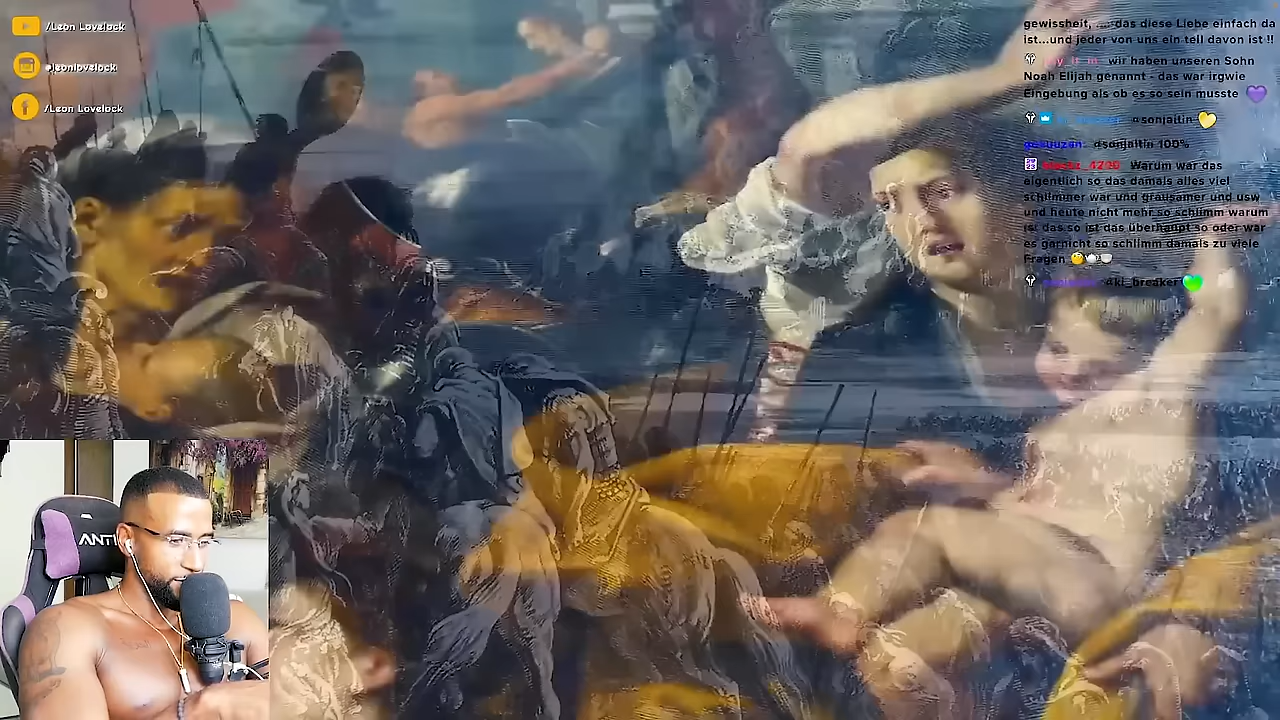 /Leon Lovelock
leonlovelock
/Leon Lovelock
ANT
gewissheit, ....: das diese Liebe einfach da
ist...und jeder von uns ein teil davon ist !!
wir haben unseren Sohn
Noah Elijah genannt - das war irgwie
Eingebung als ob es so sein musste
@sonjaitin
@sonjaitin 100%
Warum war das
eigentlich so das damals alles viel
schlimmer war und grausamer und usw
und heute nicht mehr so schlimm warum
ist das so ist das überhaupt so oder war
es garnicht so schlimm damals zu viele
Fragen
@ki_breaker